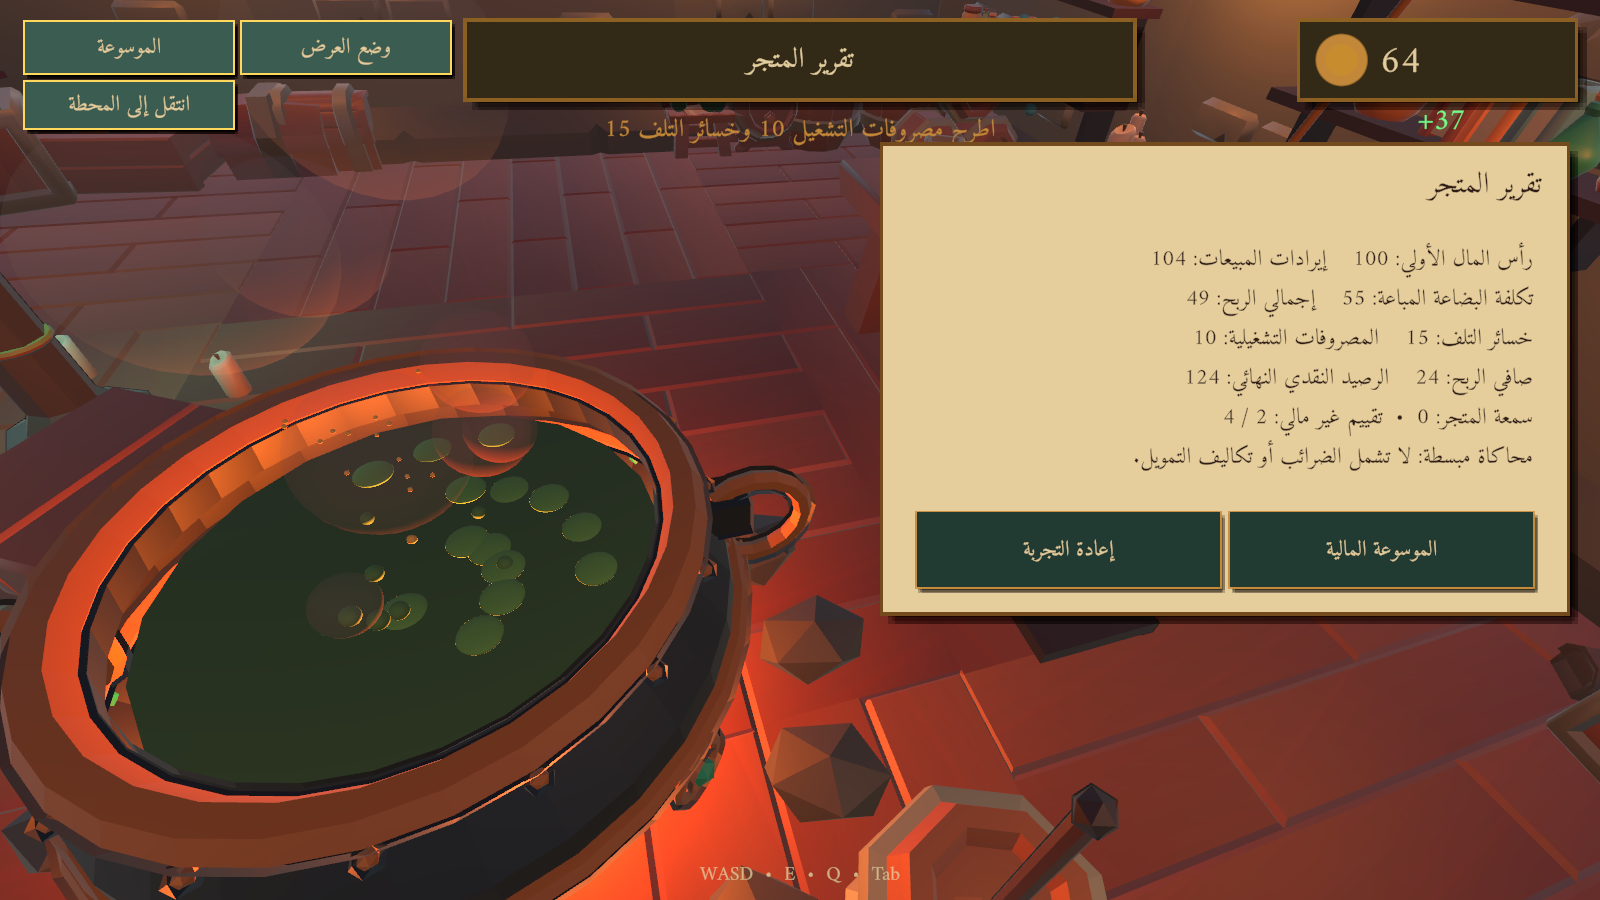 الموسوعة
وضع العرض
انتقل إلى المحطة
تقرير المتجر
64
+37
اطرح مصروفات التشغيل 10 وخسائر التلف 15
تقرير المتجر
رأس المال الأولي: 100 إيرادات المبيعات: 104
تكلفة البضاعة المباعة: 55 إجمالي الربح: 49
خسائر التلف: 15 المصروفات التشغيلية: 10
صافي الربح: 24 الرصيد النقدي النهائي: 124
سمعة المتجر: 0 • تقييم غير مالي: 2 / 4
محاكاة مبسطة: لا تشمل الضرائب أو تكاليف التمويل.
الموسوعة المالية
إعادة التجربة
WASD • E • Q • Tab